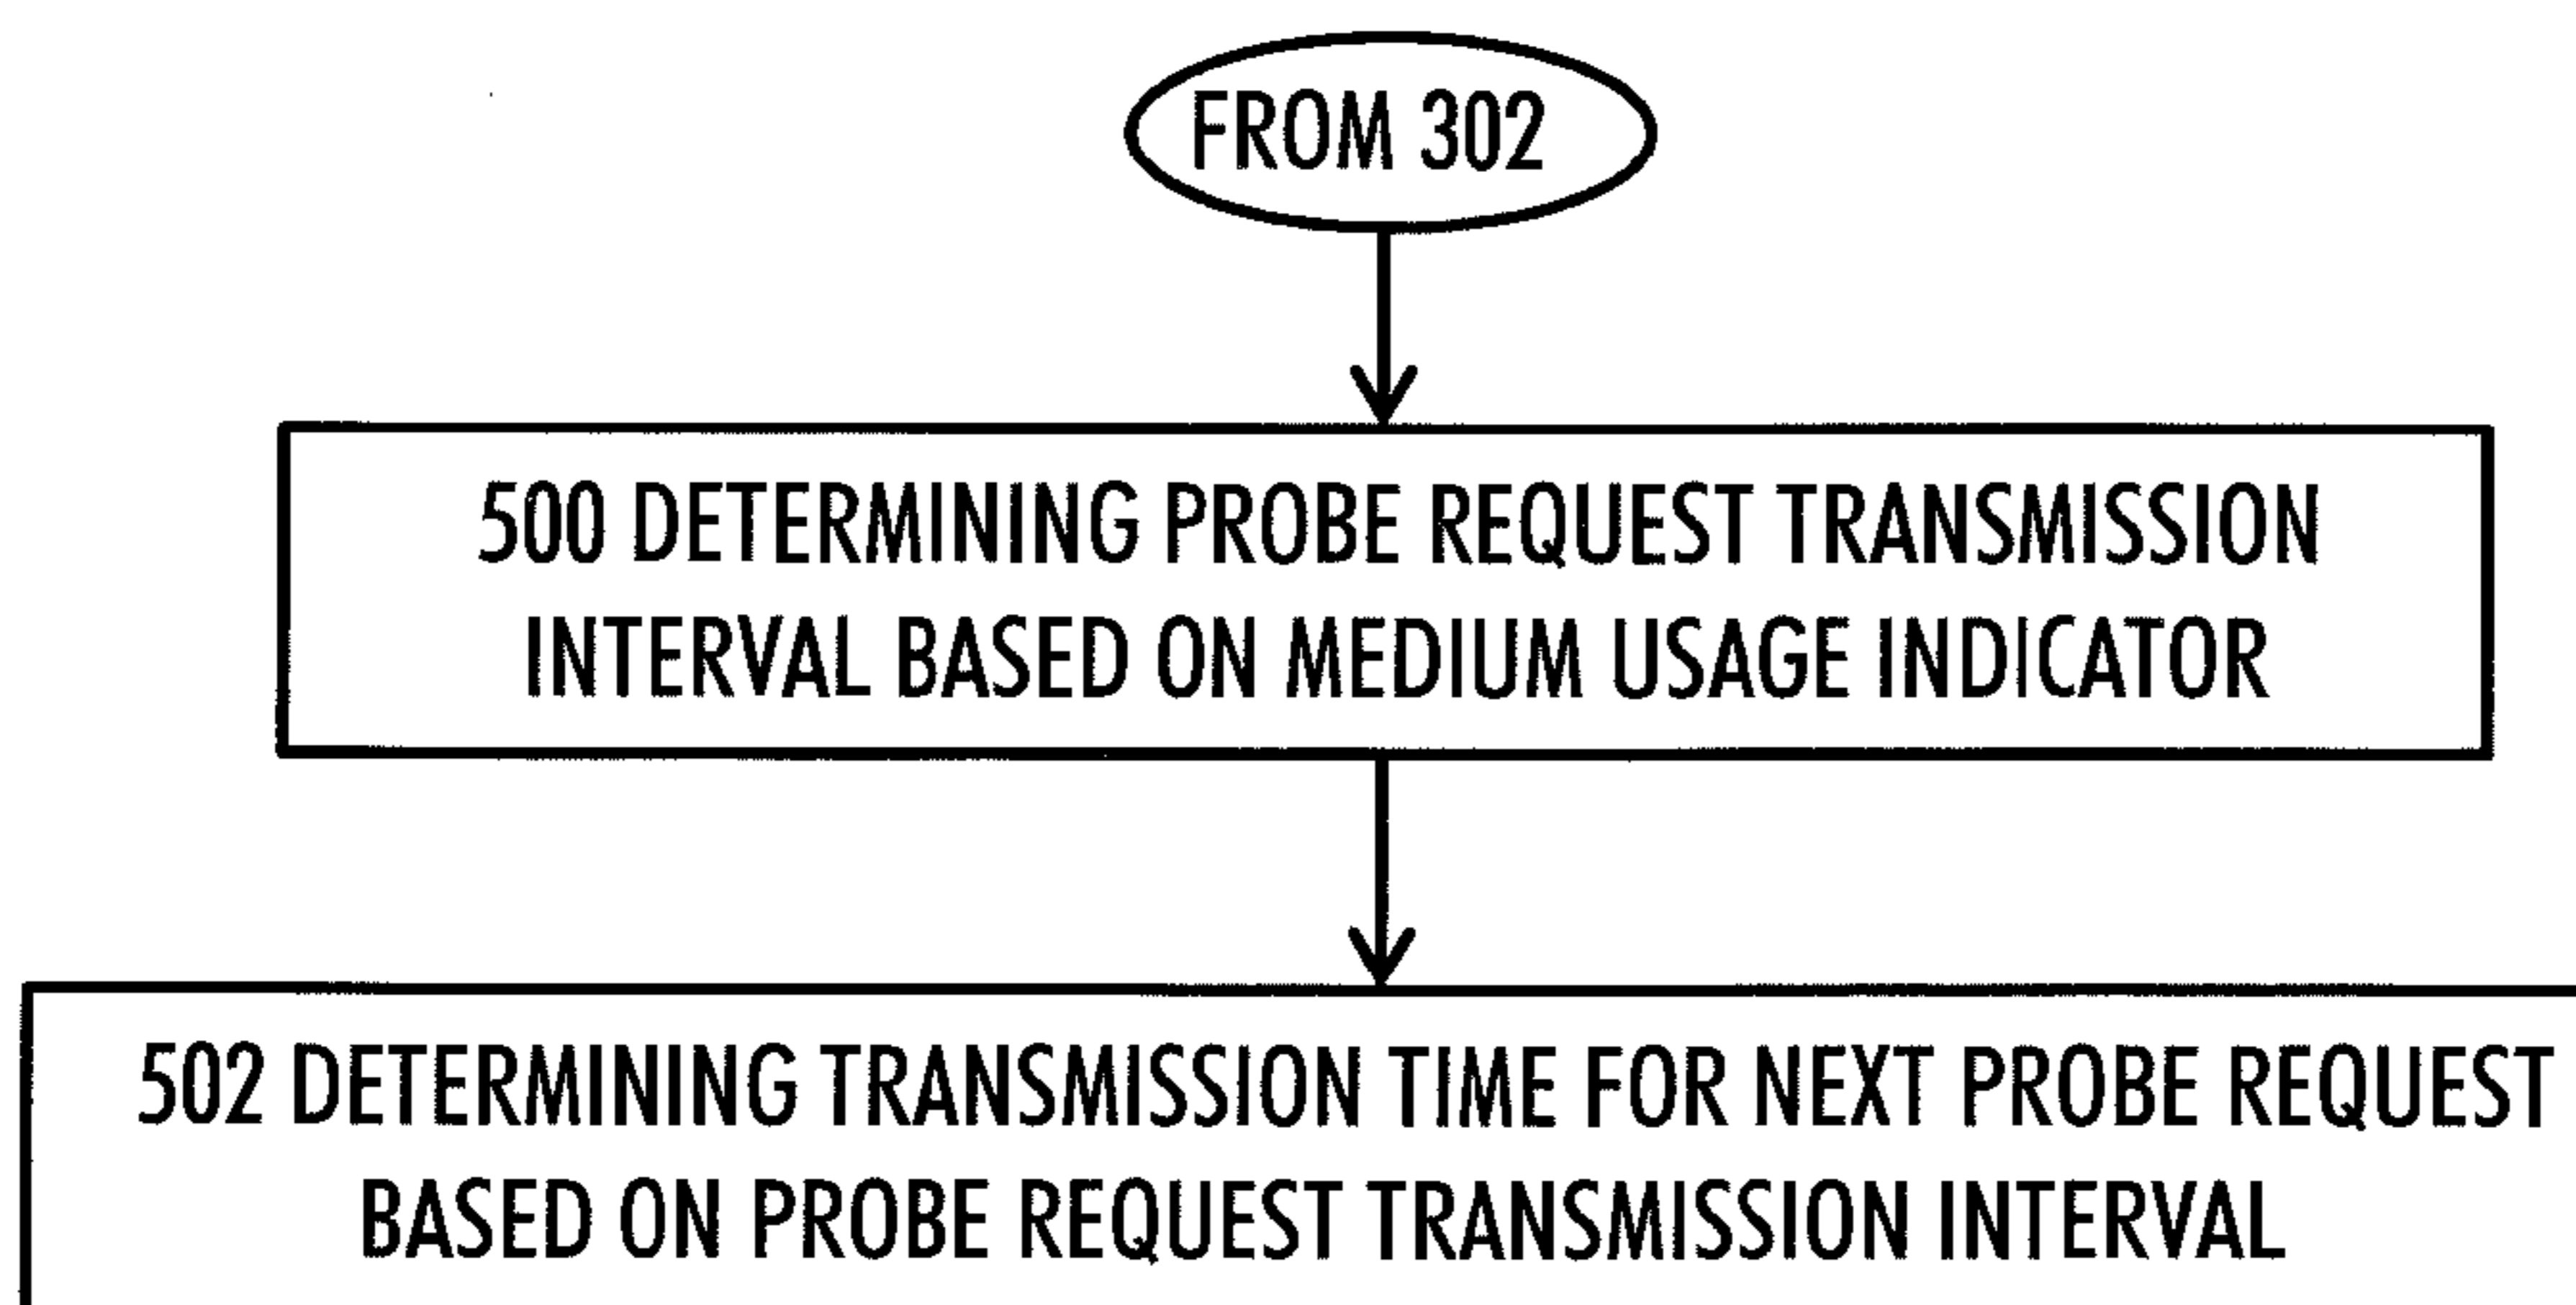 FROM 302
500 DETERMINING PROBE REQUEST TRANSMISSION
INTERVAL BASED ON MEDIUM USAGE INDICATOR
502 DETERMINING TRANSMISSION TIME FOR NEXT PROBE REQUEST
BASED ON PROBE REQUEST TRANSMISSION INTERVAL